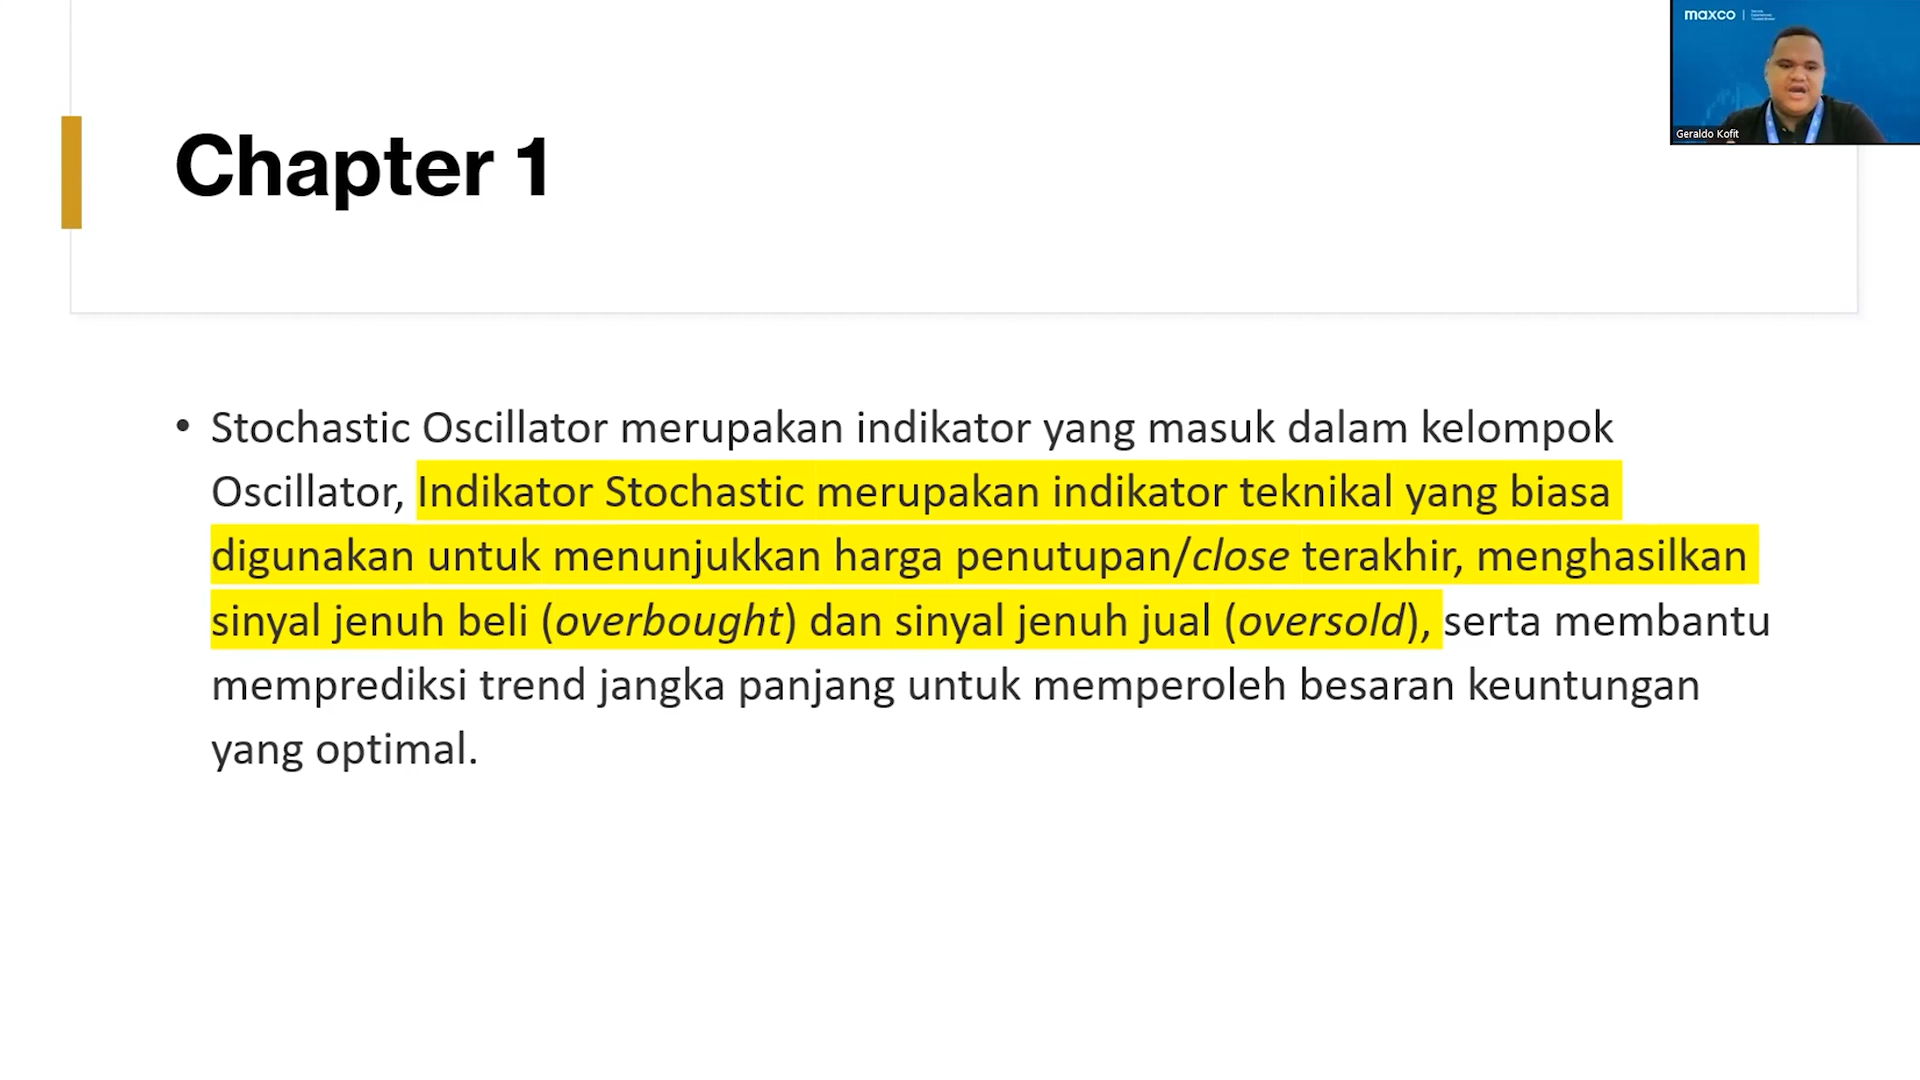 maxco
Geraldo Kofit
Chapter 1
• Stochastic Oscillator merupakan indikator yang masuk dalam kelompok
Oscillator, Indikator Stochastic merupakan indikator teknikal yang biasa
digunakan untuk menunjukkan harga penutupan/close terakhir, menghasilkan
sinyal jenuh beli (overbought) dan sinyal jenuh jual (oversold), serta membantu
memprediksi trend jangka panjang untuk memperoleh besaran keuntungan
yang optimal.